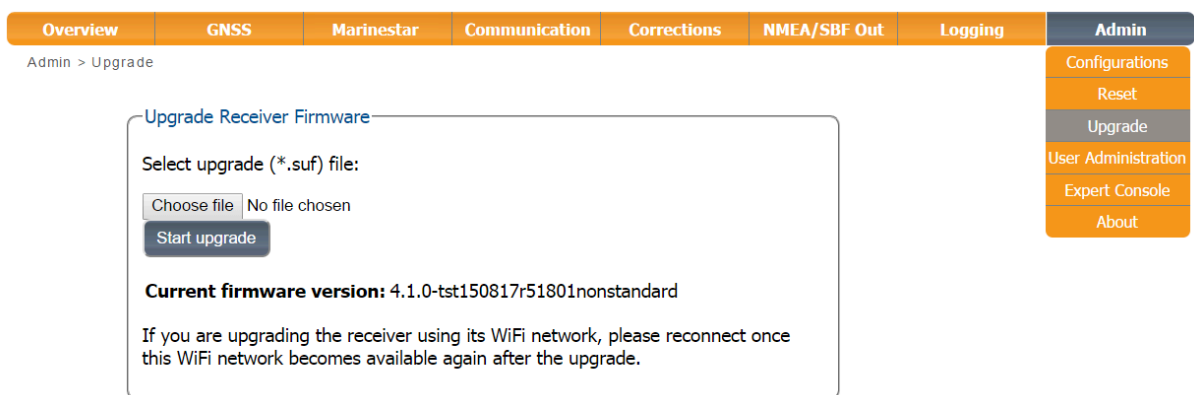 Overview GNSS Marinestar Communication Corrections NMEA/SBF Out Logging Admin
Admin > Upgrade
Configurations
Reset
Upgrade
User Administration
Expert Console
About
Upgrade Receiver Firmware
Select upgrade (*.suf) file:
Choose file No file chosen
Start upgrade
Current firmware version: 4.1.0-tst150817r51801nonstandard
If you are upgrading the receiver using its WiFi network, please reconnect once
this WiFi network becomes available again after the upgrade.